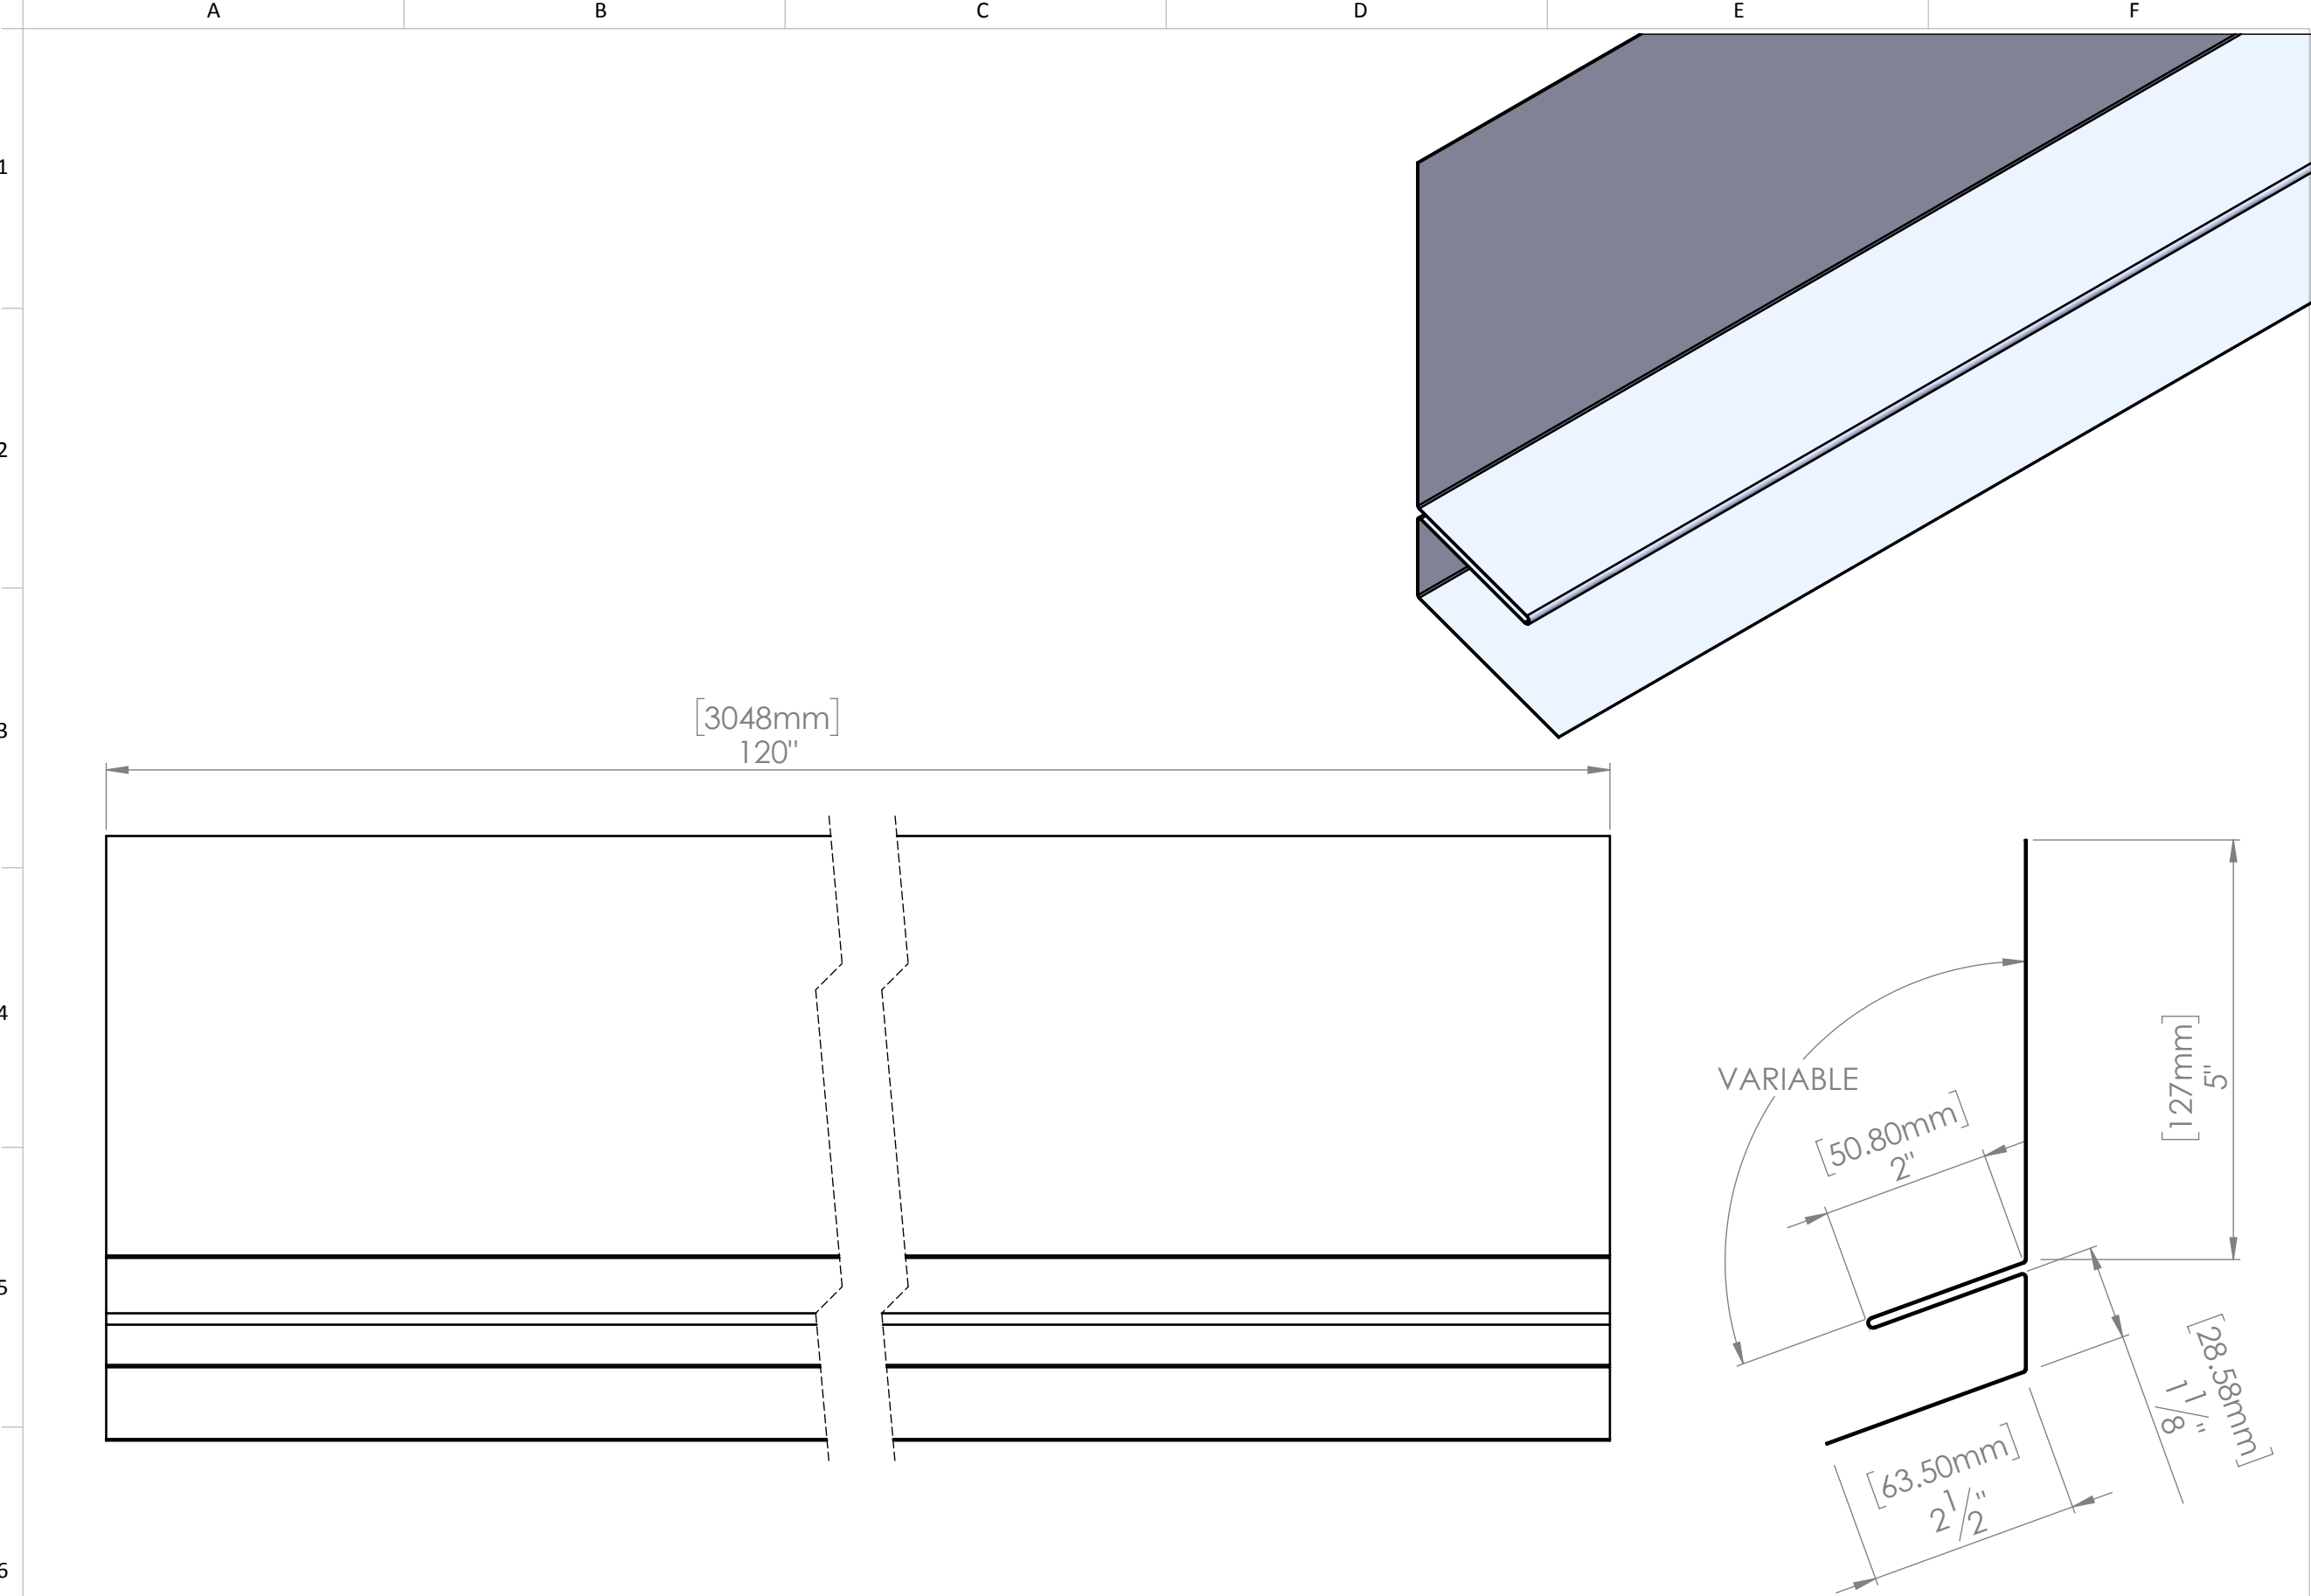 A B C D E F
1
2
3
4
5
6
[3048mm]
120"
VARIABLE
[50.80mm]
2"
[127mm]
5"
[28.58mm]
1 1/8"
[63.50mm]
2 1/2"